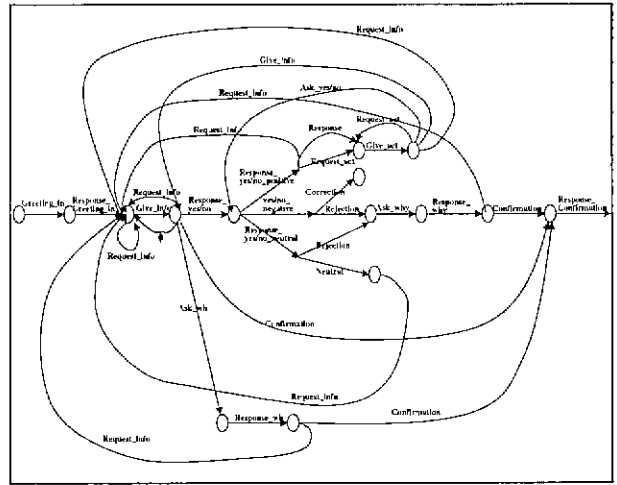 Request_Info
Give_Info
Ask_yes/no
Request_Info
Request_Info
Response
Request_act
Give_act
Request_act
Response_
yes/no_positive
Correction
Greeting_In
Response_
Greeting_In
Request_Info
Give_Info
Response_
yes/no
yes/no_
negative
Rejection
Ask_why
Response_
why
Confirmation
Response_
Confirmation
Response_
yes/no_neutral
Rejection
Neutral
Request_Info
Ask_wh
Confirmation
Request_Info
Response_wh
Confirmation
Request_Info